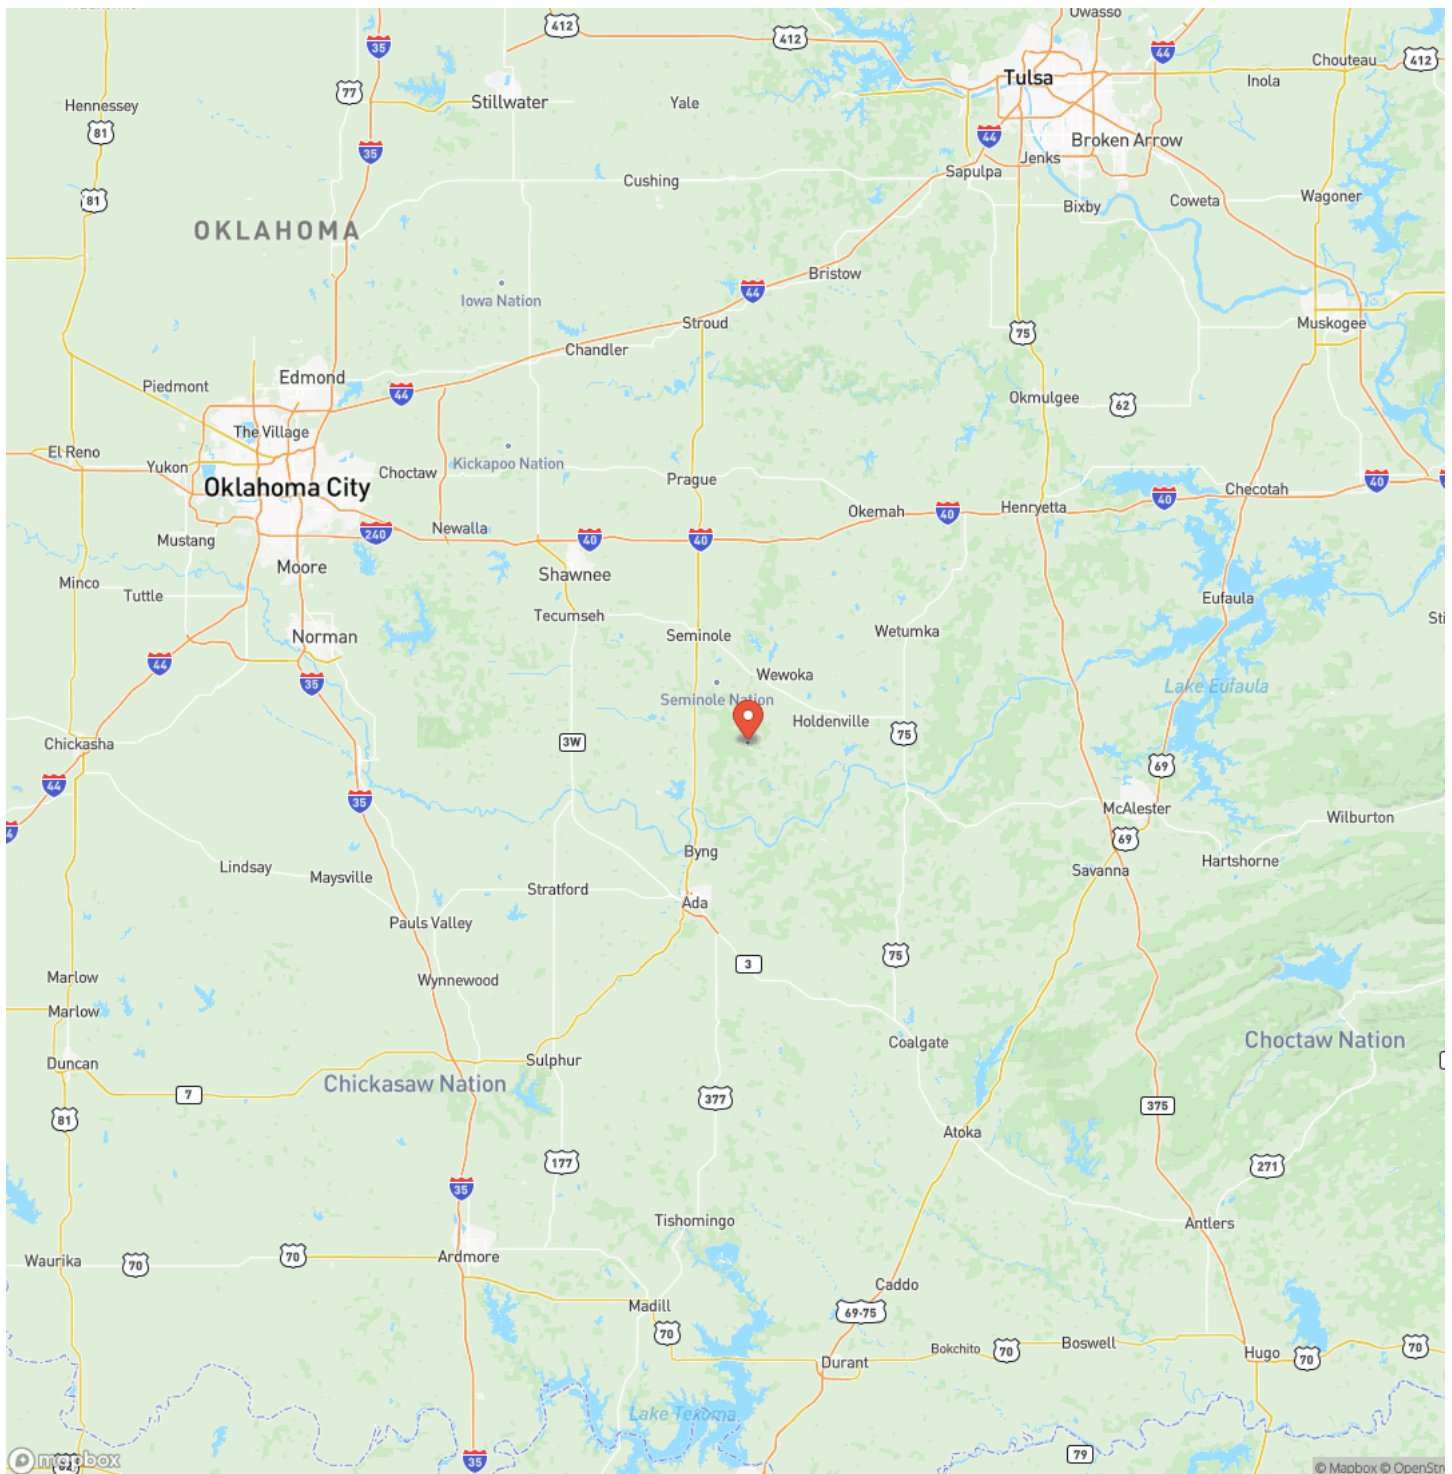 Owasso
412
412
35
44
Chouteau
412
Tulsa
Inola
77
Hennessey
Stillwater
Yale
81
44
Broken Arrow
35
Jenks
Sapulpa
Cushing
81
Wagoner
Coweta
Bixby
OKLAHOMA
Bristow
Iowa Nation
44
Stroud
Muskogee
75
Chandler
Edmond
Piedmont
44
Okmulgee
62
The Village
El Reno
Yukon
Choctaw
Kickapoo Nation
Prague
40
Oklahoma City
Checotah
40
Okemah
40
Henryetta
240
Newalla
Mustang
40
40
Moore
Shawnee
Minco
Tuttle
Eufaula
Tecumseh
Sti
Norman
Seminole
Wetumka
44
Wewoka
35
Lake Eufaula
Seminole Nation
Holdenville
75
Chickasha
3W
69
44
35
McAlester
Wilburton
4
69
Byng
Hartshorne
Lindsay
Maysville
Savanna
Stratford
Ada
Pauls Valley
75
3
Marlow
Wynnewood
Marlow
Coalgate
Choctaw Nation
Duncan
Sulphur
Chickasaw Nation
7
377
375
81
Atoka
177
271
35
Tishomingo
Antlers
Ardmore
Waurika
70
70
Caddo
Madill
69-75
70
Boswell
70
Bokchito
70
Hugo
70
Durant
Lake Texoma
79
35
mapbox
82
© Mapbox © OpenStr